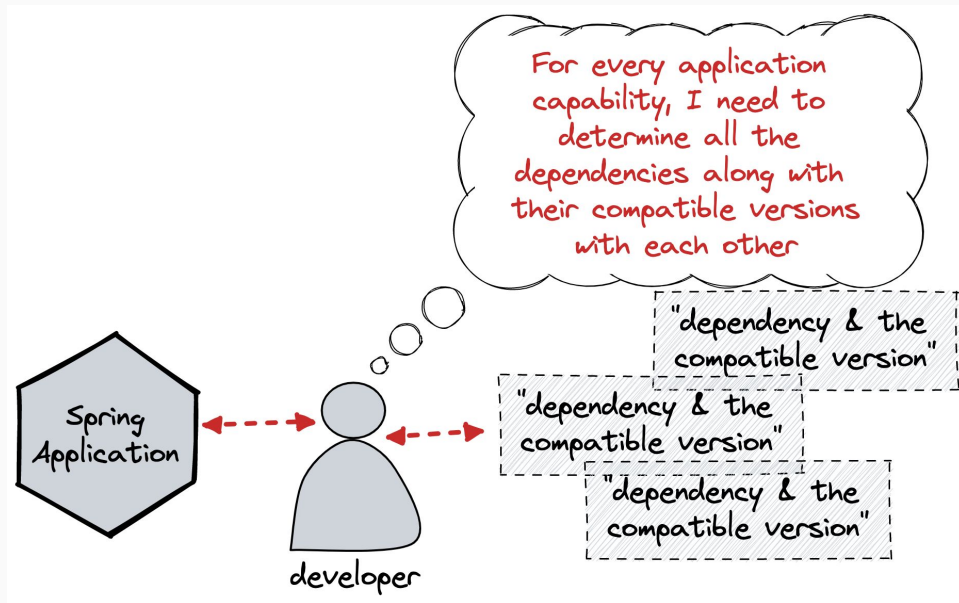 For every application
capability, I need to
determine all the
dependencies along with
their compatible versions
with each other
"dependency & the
compatible version"
"dependency & the
compatible version"
"dependency & the
compatible version"
Spring
Application
developer